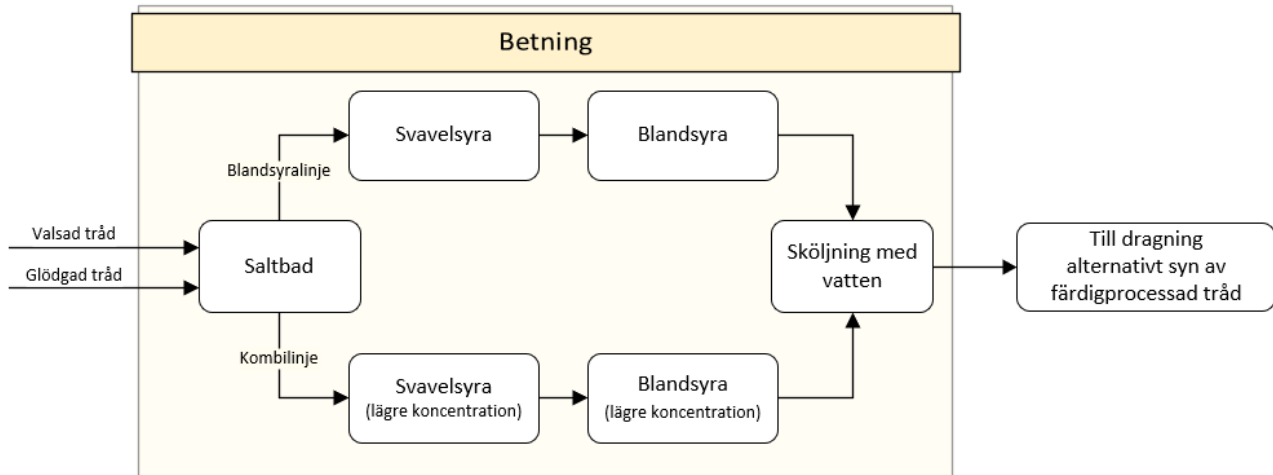 Betning
Svavelsyra
Blandsyra
Blandsyralinje
Valsad tråd
Glödgad tråd
Saltbad
Sköljning med
vatten
Till dragning
alternativt syn av
färdigprocessad tråd
Kombilinje
Svavelsyra
(lägre koncentration)
Blandsyra
(lägre koncentration)